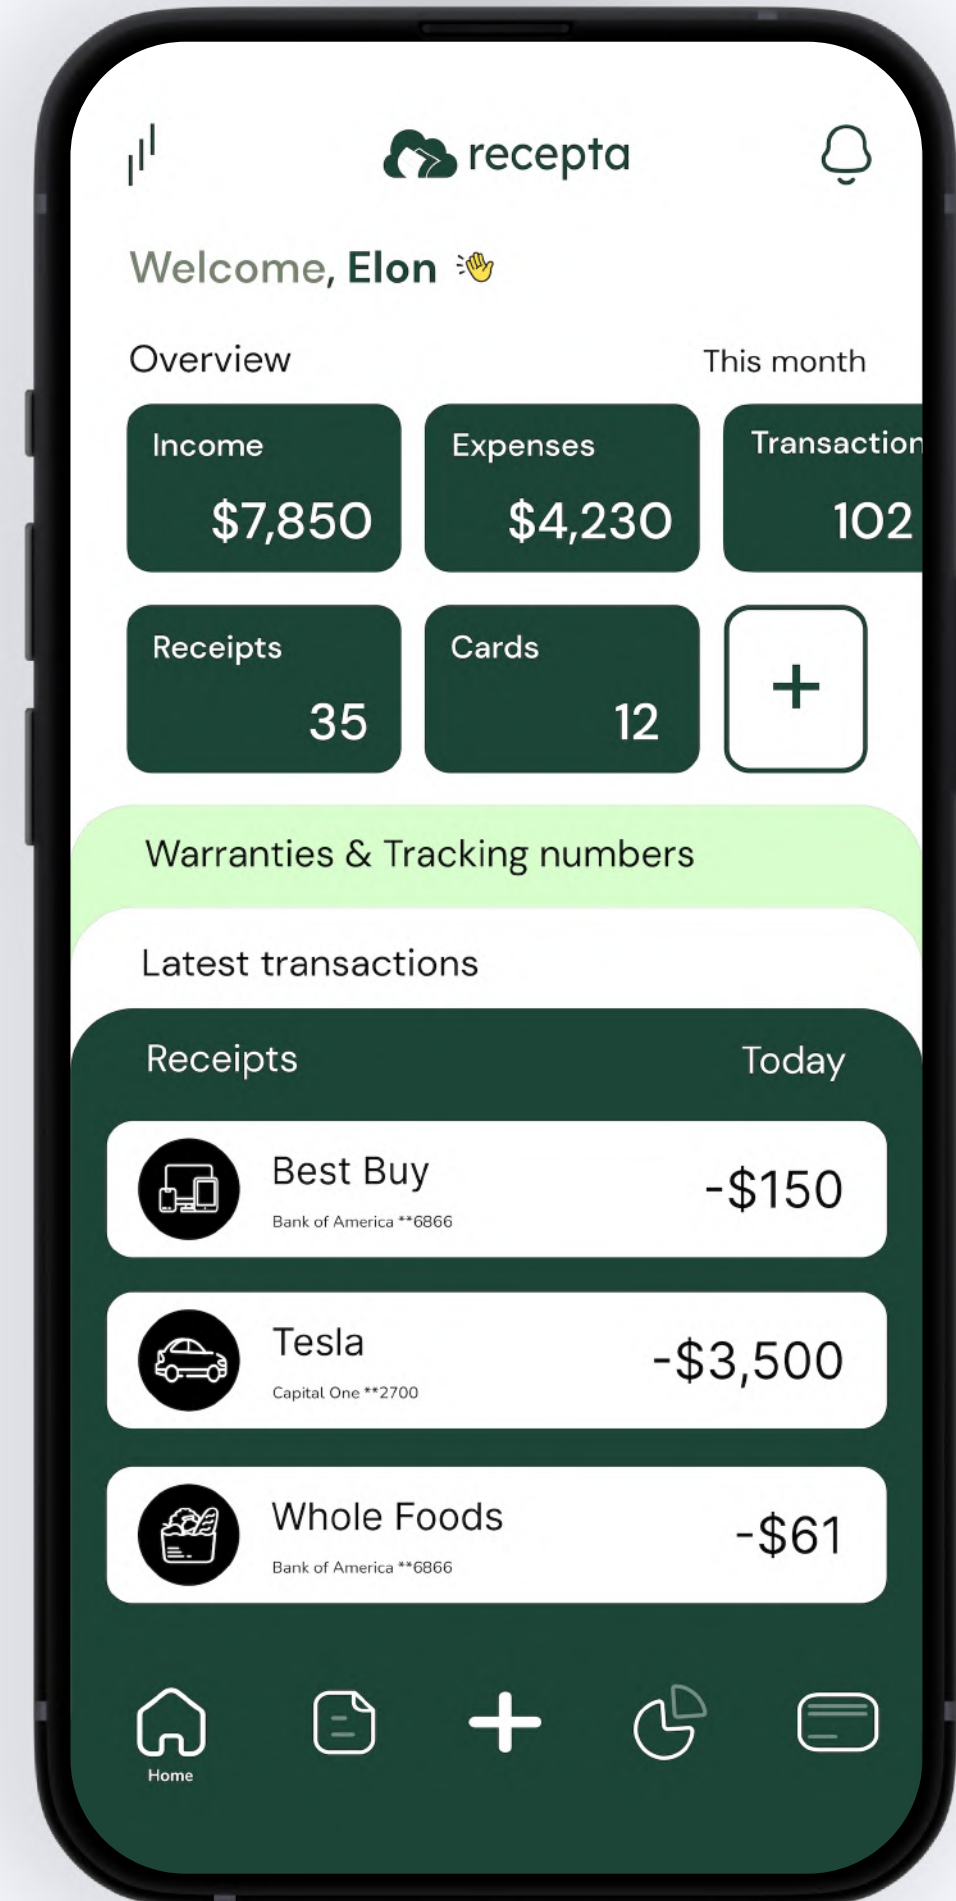 recepta
Welcome, Elon 👋
Overview
This month
Income
Expenses
Transaction
$7,850
$4,230
102
Receipts
Cards
35
12
+
Warranties & Tracking numbers
Latest transactions
Receipts
Today
Best Buy
-$150
Bank of America **6866
Tesla
-$3,500
Capital One **2700
Whole Foods
-$61
Bank of America **6866
Home